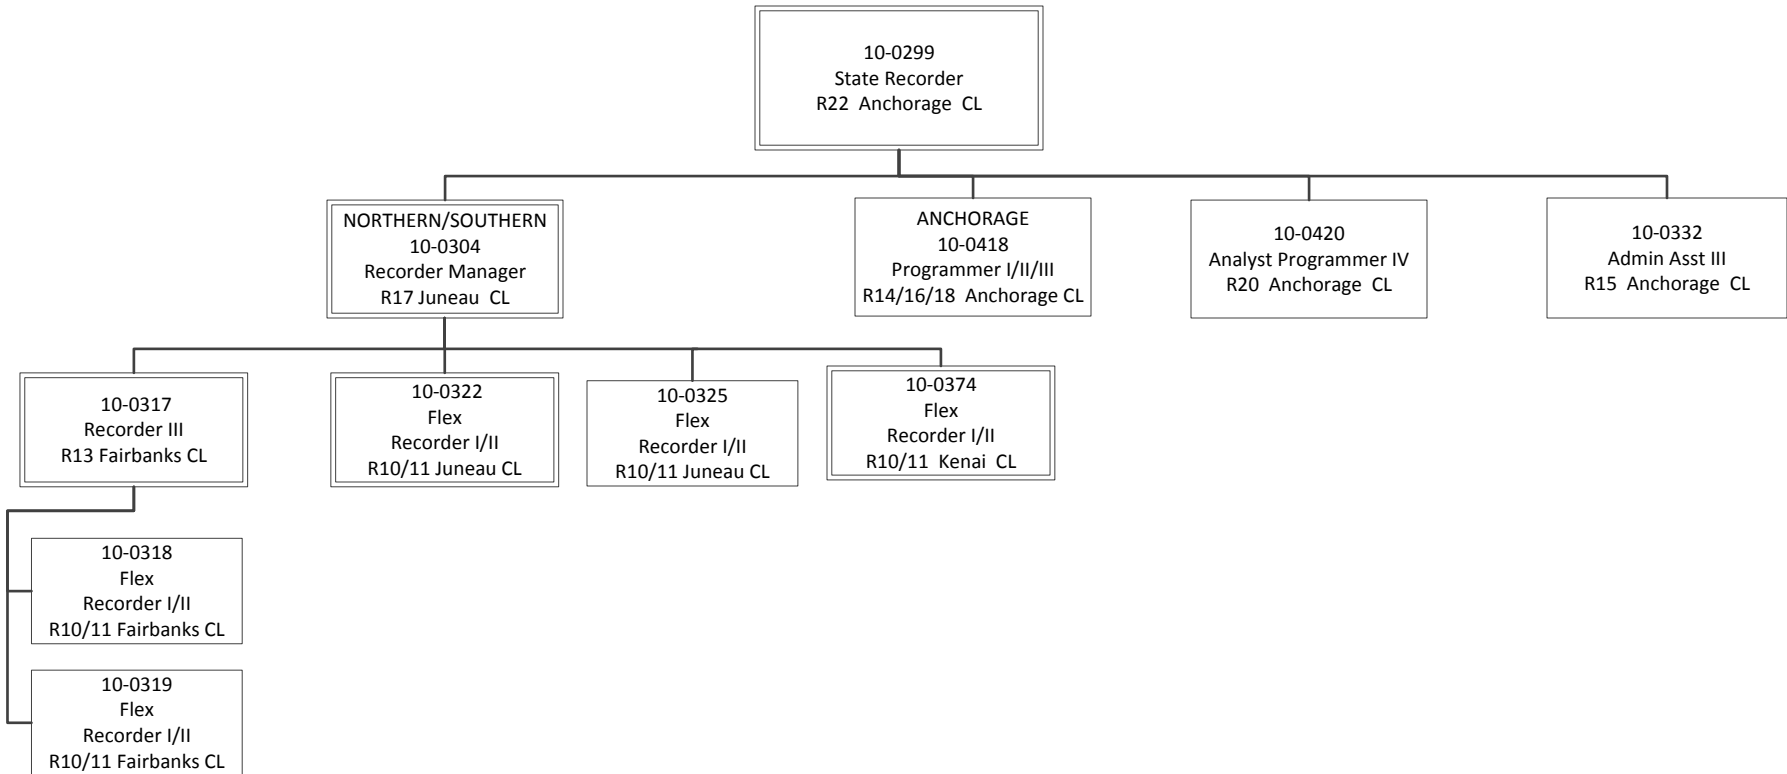 10-0299
State Recorder
R22 Anchorage CL
NORTHERN/SOUTHERN
10-0304
Recorder Manager
R17 Juneau CL
ANCHORAGE
10-0418
Programmer I/II/III
R14/16/18 Anchorage CL
10-0420
Analyst Programmer IV
R20 Anchorage CL
10-0332
Admin Asst III
R15 Anchorage CL
10-0317
Recorder III
R13 Fairbanks CL
10-0322
Flex
Recorder I/II
R10/11 Juneau CL
10-0325
Flex
Recorder I/II
R10/11 Juneau CL
10-0374
Flex
Recorder I/II
R10/11 Kenai CL
10-0318
Flex
Recorder I/II
R10/11 Fairbanks CL
10-0319
Flex
Recorder I/II
R10/11 Fairbanks CL